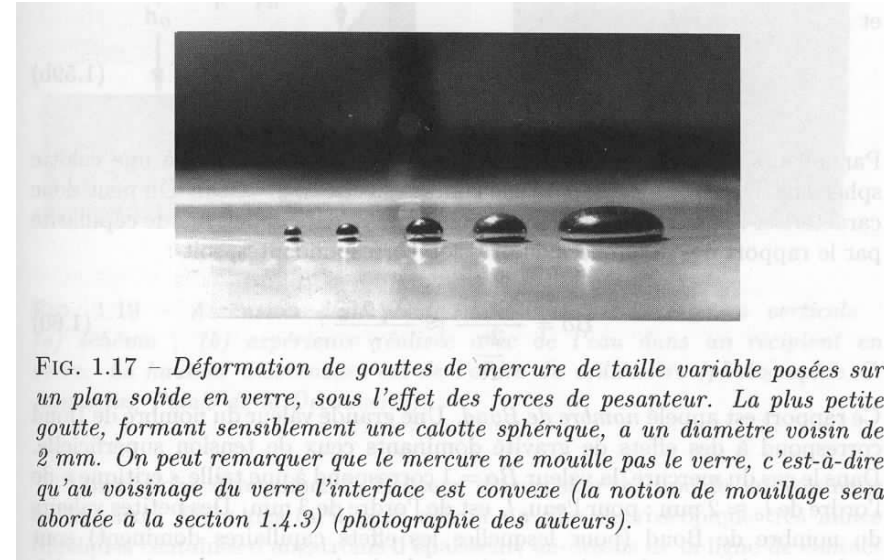 FIG. 1.17 – Déformation de gouttes de mercure de taille variable posées sur
un plan solide en verre, sous l'effet des forces de pesanteur. La plus petite
goutte, formant sensiblement une calotte sphérique, a un diamètre voisin de
2 mm. On peut remarquer que le mercure ne mouille pas le verre, c'est-à-dire
qu'au voisinage du verre l'interface est convexe (la notion de mouillage sera
abordée à la section 1.4.3) (photographie des auteurs).